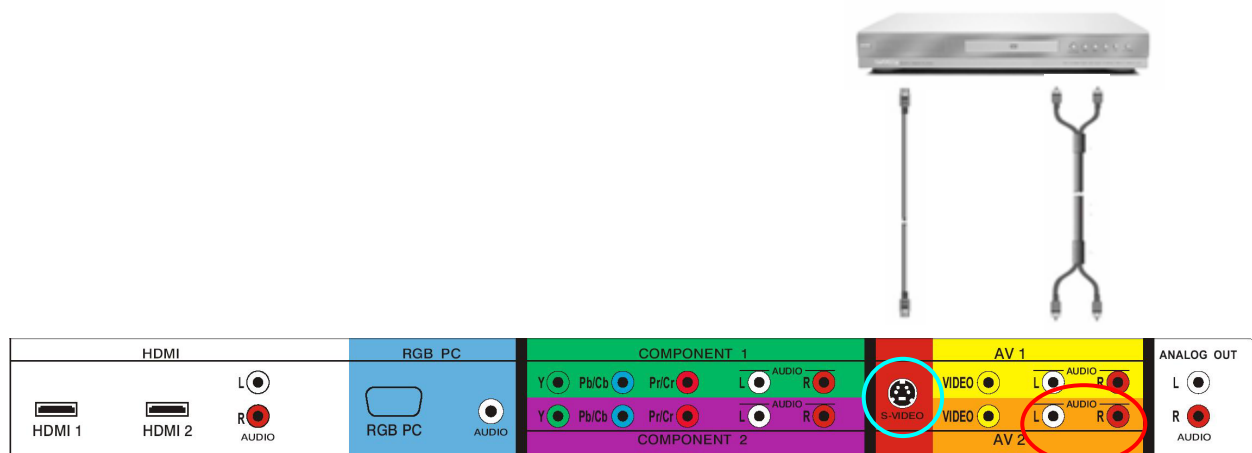 HDMI
HDMI 1
HDMI 2
L
R
AUDIO
RGB PC
RGB PC
AUDIO
COMPONENT 1
Y Pb/Cb Pr/Cr L AUDIO R
Y Pb/Cb Pr/Cr L AUDIO R
COMPONENT 2
S-VIDEO
AV 1
VIDEO L AUDIO R
VIDEO L AUDIO R
AV 2
ANALOG OUT
L
R
AUDIO